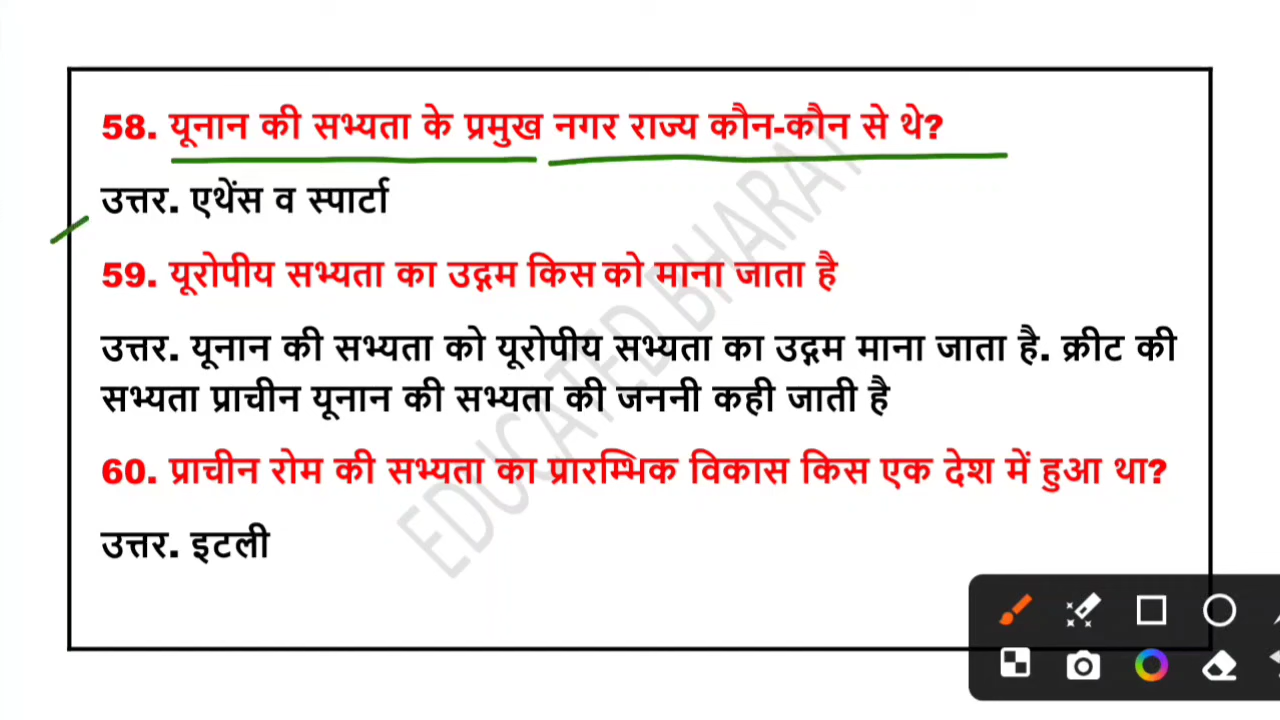 58. यूनान की सभ्यता के प्रमुख नगर राज्य कौन-कौन से थे?
उत्तर. एथेंस व स्पार्टा
59. यूरोपीय सभ्यता का उद्गम किस को माना जाता है
उत्तर. यूनान की सभ्यता को यूरोपीय सभ्यता का उद्गम माना जाता है. क्रीट की
सभ्यता प्राचीन यूनान की सभ्यता की जननी कही जाती है
60. प्राचीन रोम की सभ्यता का प्रारम्भिक विकास किस एक देश में हुआ था?
उत्तर. इटली
EDUCATED BHARAT